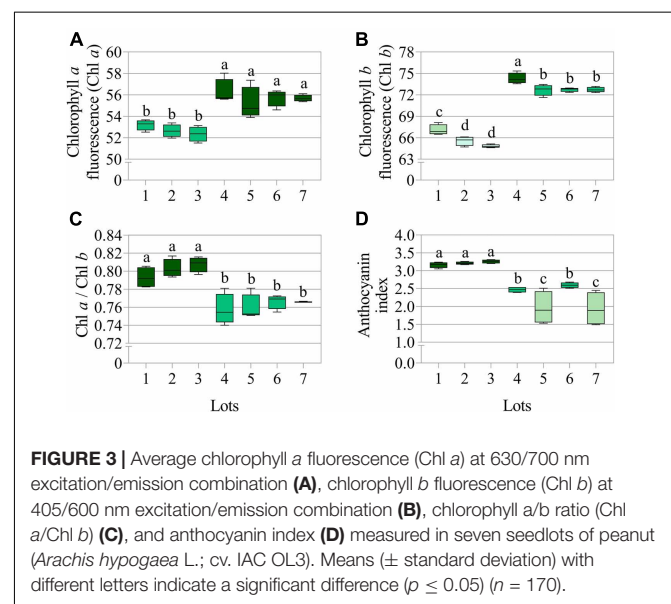 A
B
Chlorophyll a
fluorescence (Chl a)
60
58
56
54
52
0
b
b
b
a
a
a
a
1 2 3 4 5 6 7
Chlorophyll b
fluorescence (Chl b)
78
75
72
69
66
63
0
c
d
d
a
b
b
b
1 2 3 4 5 6 7
C
D
Chl a / Chl b
0.84
0.82
0.80
0.78
0.76
0.74
0.72
0
a
a
a
b
b
b
b
1 2 3 4 5 6 7
Lots
Anthocyanin
index
4.0
3.5
3.0
2.5
2.0
1.5
1.0
0.0
a
a
a
b
c
b
c
1 2 3 4 5 6 7
Lots
FIGURE 3 | Average chlorophyll a fluorescence (Chl a) at 630/700 nm
excitation/emission combination (A), chlorophyll b fluorescence (Chl b) at
405/600 nm excitation/emission combination (B), chlorophyll a/b ratio (Chl
a/Chl b) (C), and anthocyanin index (D) measured in seven seedlots of peanut
(Arachis hypogaea L.; cv. IAC OL3). Means (± standard deviation) with
different letters indicate a significant difference (p ≤ 0.05) (n = 170).